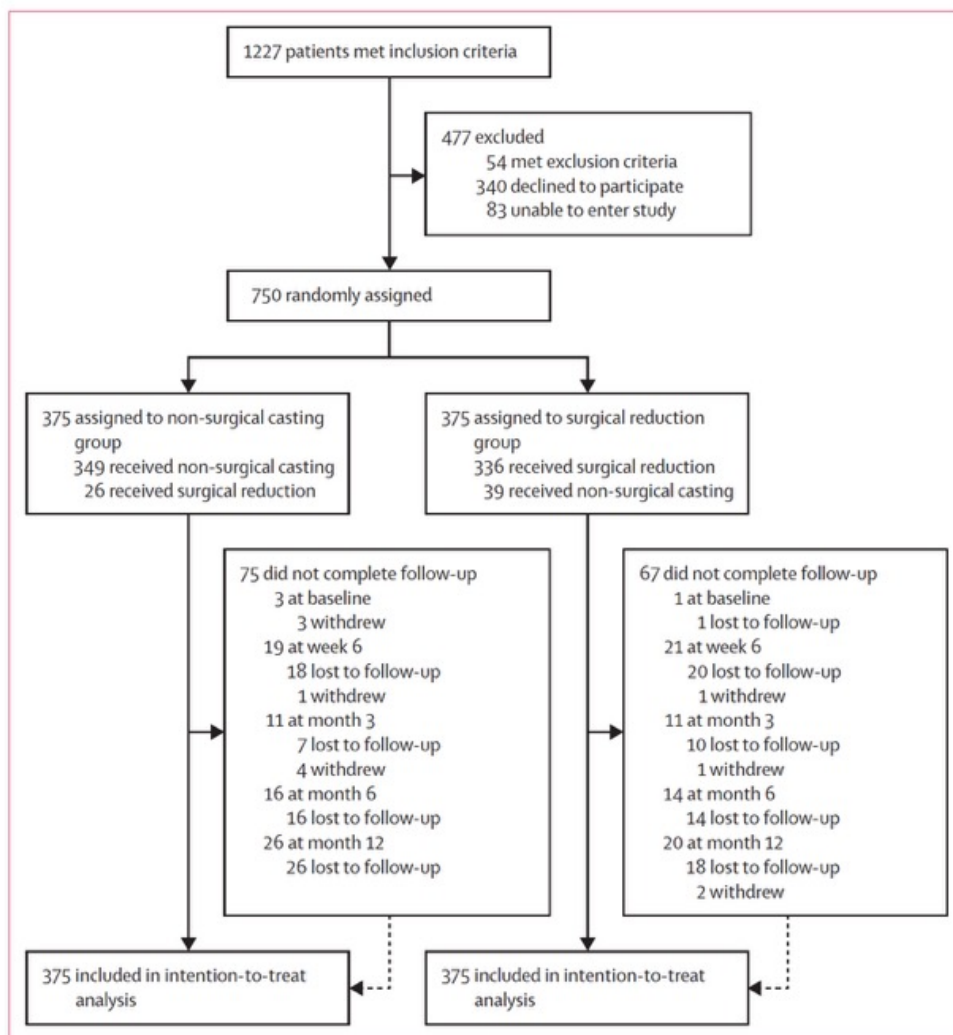 1227 patients met inclusion criteria
477 excluded
54 met exclusion criteria
340 declined to participate
83 unable to enter study
750 randomly assigned
375 assigned to non-surgical casting
group
349 received non-surgical casting
26 received surgical reduction
375 assigned to surgical reduction
group
336 received surgical reduction
39 received non-surgical casting
75 did not complete follow-up
3 at baseline
3 withdrew
19 at week 6
18 lost to follow-up
1 withdrew
11 at month 3
7 lost to follow-up
4 withdrew
16 at month 6
16 lost to follow-up
26 at month 12
26 lost to follow-up
67 did not complete follow-up
1 at baseline
1 lost to follow-up
21 at week 6
20 lost to follow-up
1 withdrew
11 at month 3
10 lost to follow-up
1 withdrew
14 at month 6
14 lost to follow-up
20 at month 12
18 lost to follow-up
2 withdrew
375 included in intention-to-treat
analysis
375 included in intention-to-treat
analysis